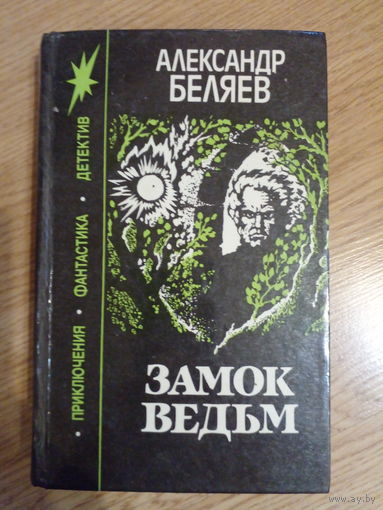 АЛЕКСАНДР
БЕЛЯЕВ
• ПРИКЛЮЧЕНИЯ • ФАНТАСТИКА • ДЕТЕКТИВ
ЗАМОК
ВЕДЬМ
www.ay.by